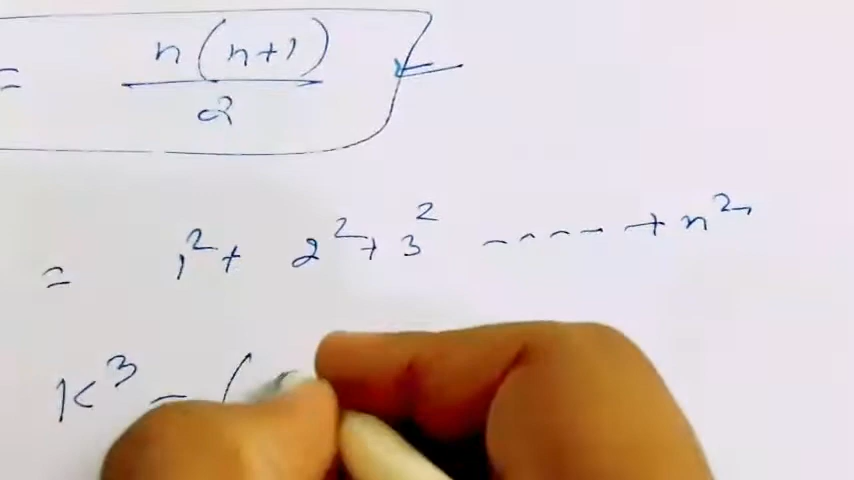 = n(n+1)/2
= 1² + 2² + 3² ----- + n²
K³ - (